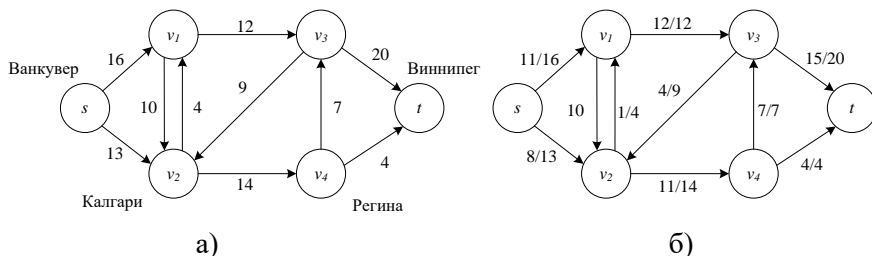 12
v1
v3
16
20
Ванкувер
9
Виннипег
s
10
4
7
t
13
4
v2
14
v4
Калгари
Регина
а)
12/12
v1
v3
11/16
15/20
4/9
s
10
1/4
7/7
t
8/13
4/4
v2
11/14
v4
б)